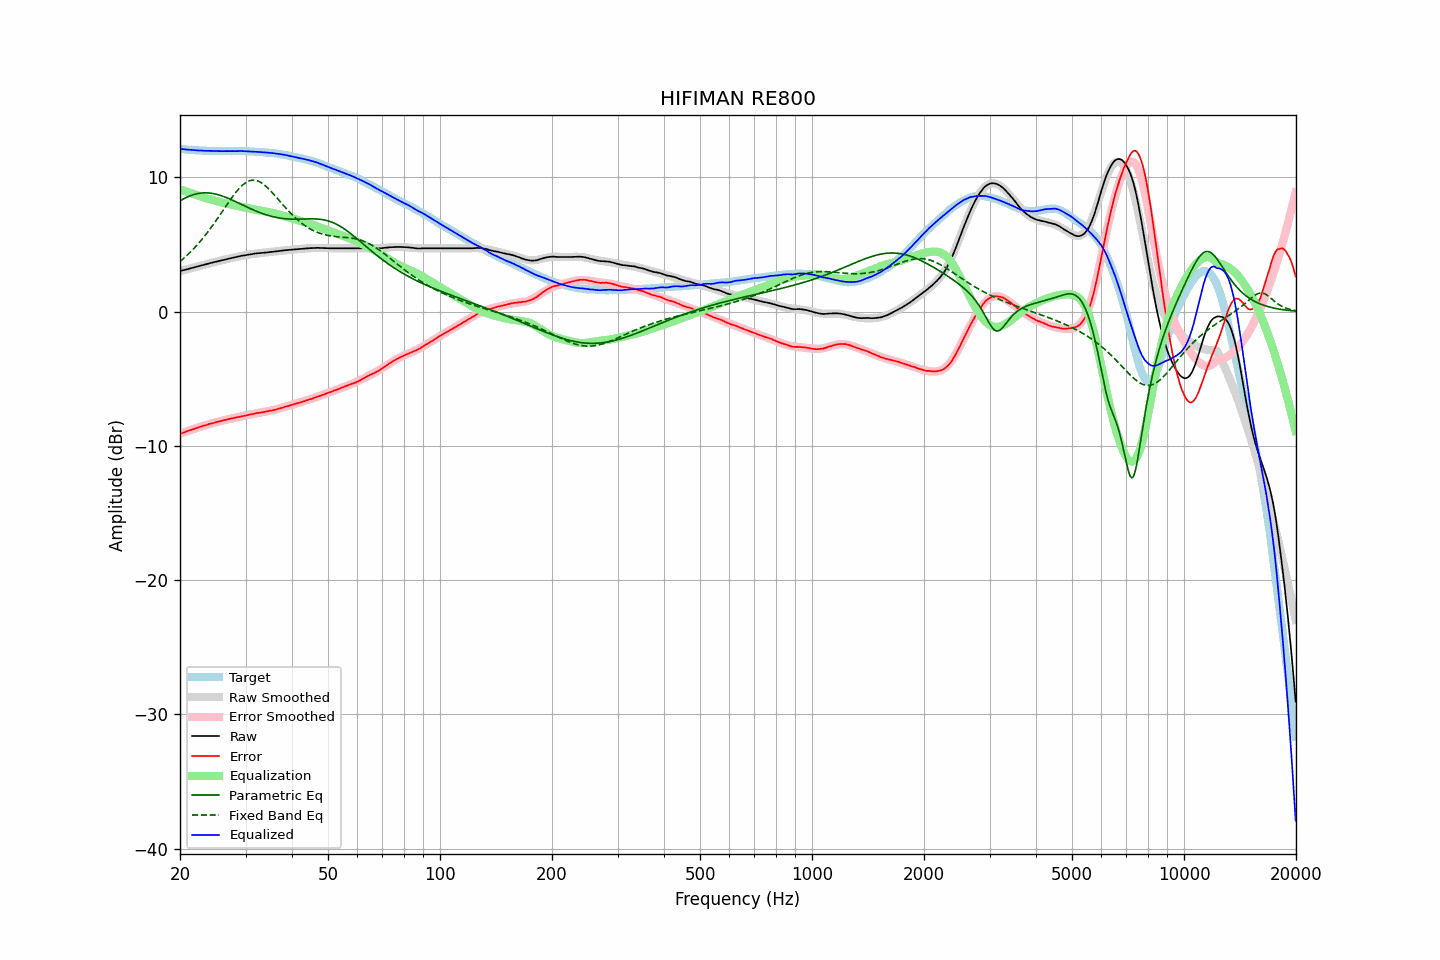 HIFIMAN RE800
Amplitude (dBr)
10
0
−10
−20
−30
−40
Target
Raw Smoothed
Error Smoothed
Raw
Error
Equalization
Parametric Eq
Fixed Band Eq
Equalized
20 50 100 200 500 1000 2000 5000 10000 20000
Frequency (Hz)